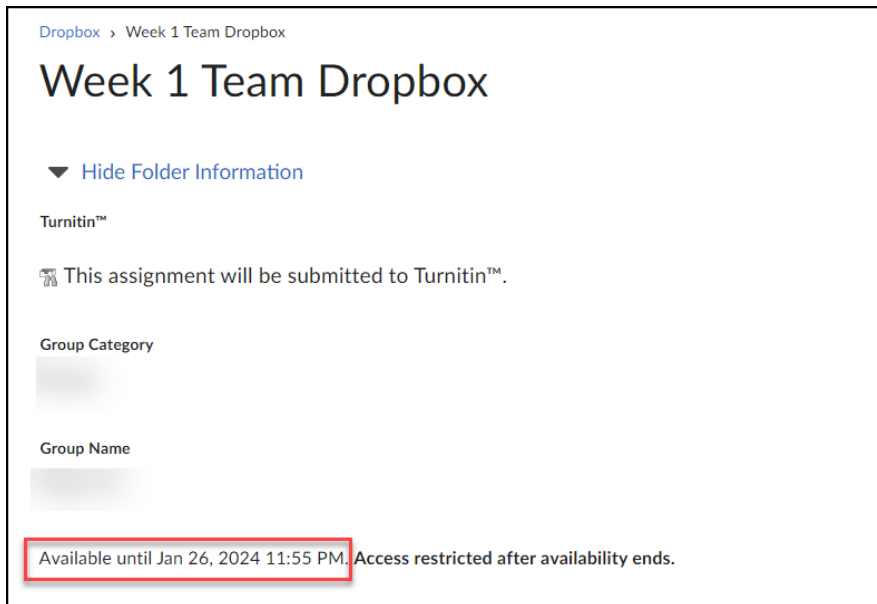 Dropbox › Week 1 Team Dropbox
Week 1 Team Dropbox
Hide Folder Information
Turnitin™
This assignment will be submitted to Turnitin™.
Group Category
Group Name
Available until Jan 26, 2024 11:55 PM. Access restricted after availability ends.